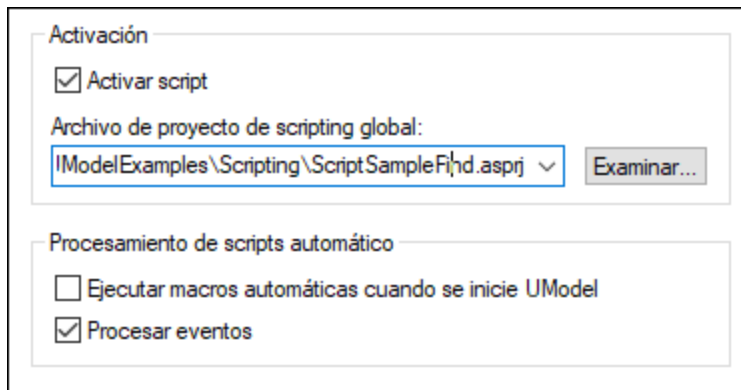 Activación
Activar script
Archivo de proyecto de scripting global:
lModelExamples\Scripting\ScriptSampleFind.asprj Examinar...
Procesamiento de scripts automático
Ejecutar macros automáticas cuando se inicie UModel
Procesar eventos